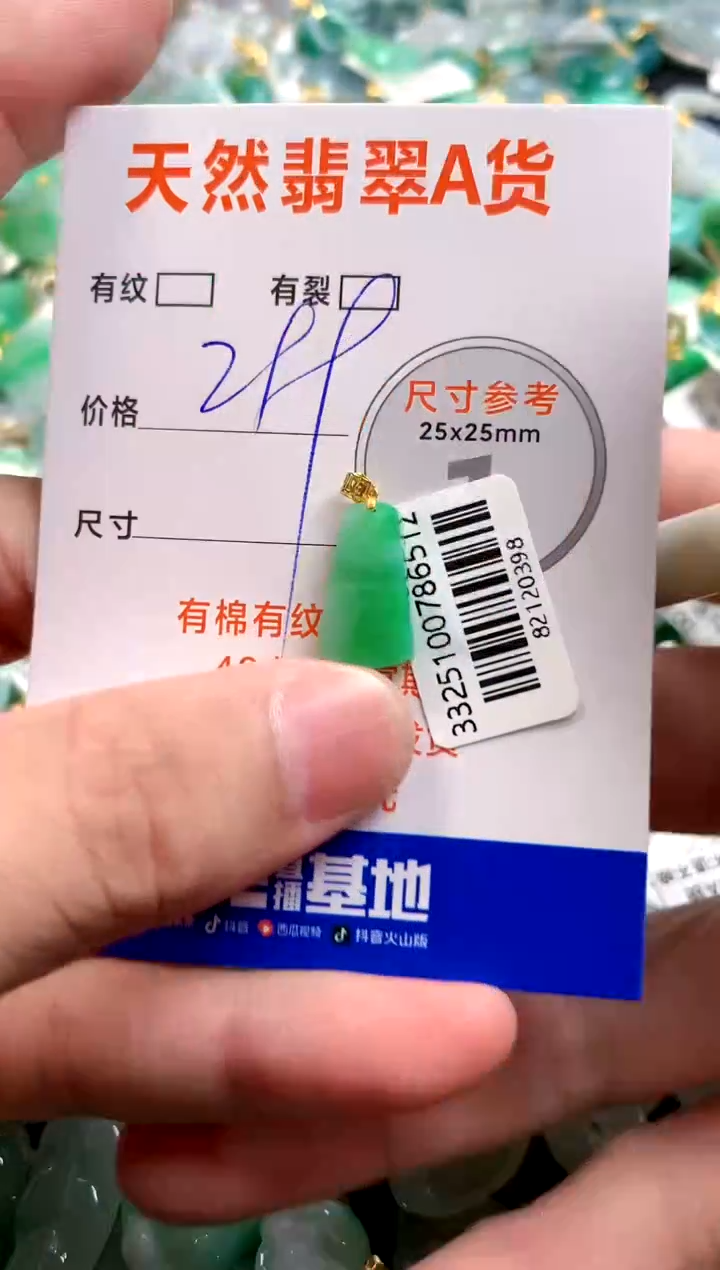 天然翡翠A货
有纹 有裂
价格
尺寸参考
25x25mm
尺寸
有棉有纹
3325100786512
82120398
直播基地
抖音 西瓜视频 抖音火山版